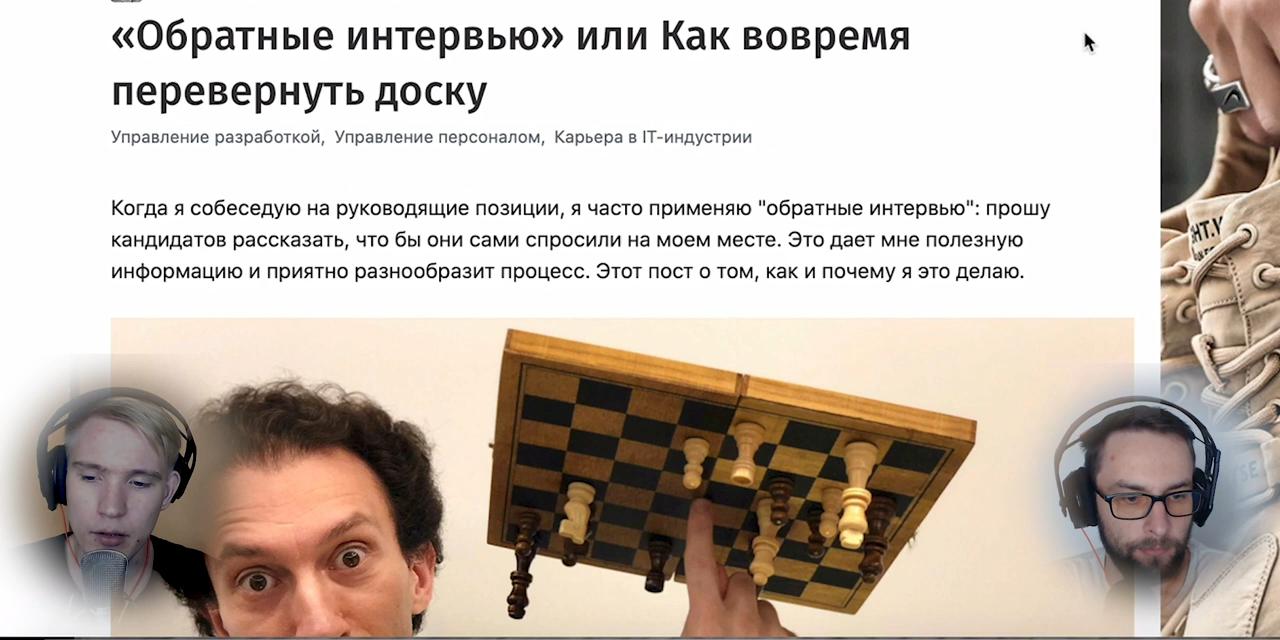 «Обратные интервью» или Как вовремя
перевернуть доску
Управление разработкой, Управление персоналом, Карьера в IT-индустрии
Когда я собеседую на руководящие позиции, я часто применяю "обратные интервью": прошу
кандидатов рассказать, что бы они сами спросили на моем месте. Это дает мне полезную
информацию и приятно разнообразит процесс. Этот пост о том, как и почему я это делаю.